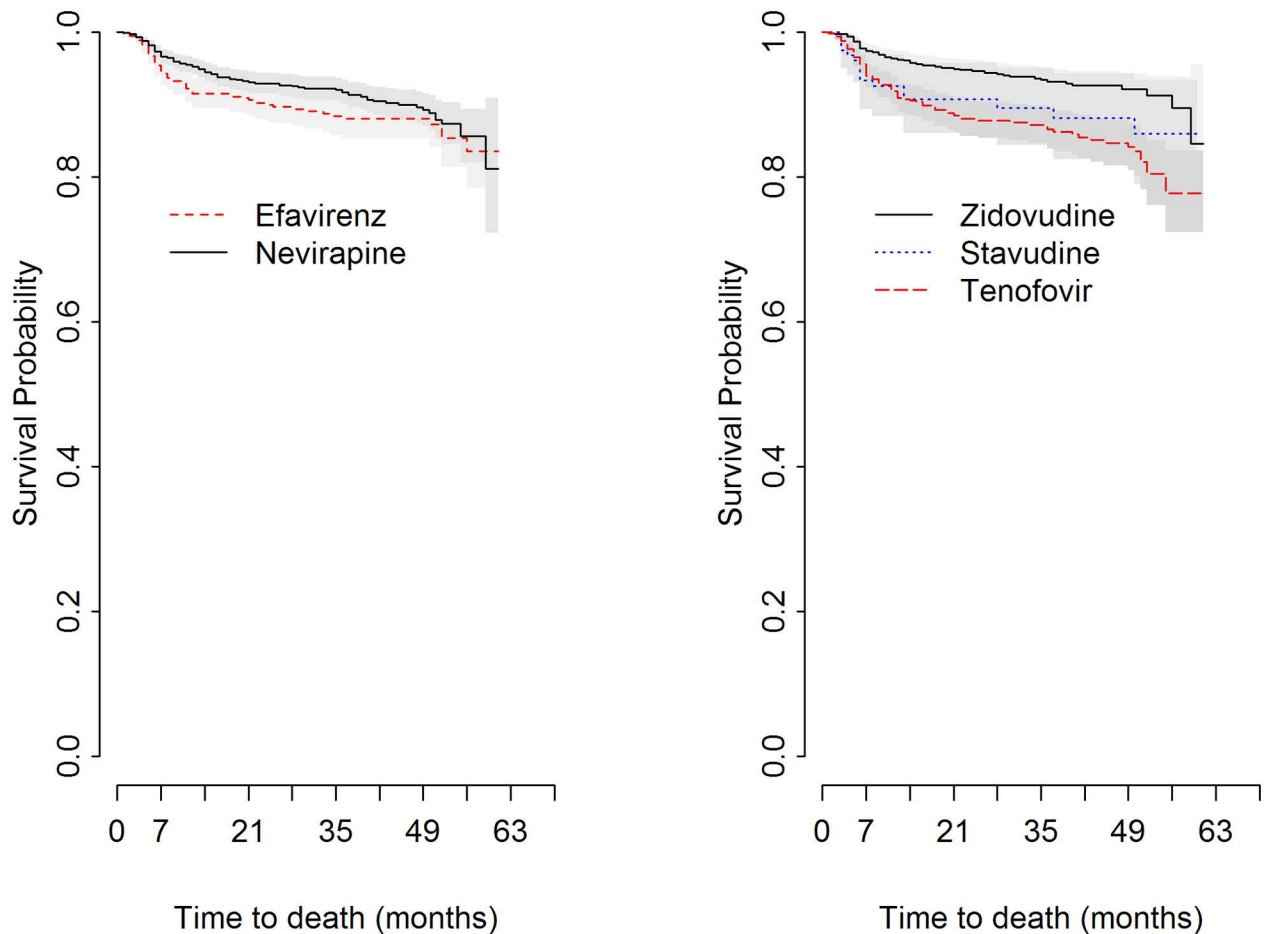 Survival Probability
1.0
0.8
0.6
0.4
0.2
0.0
Efavirenz
Nevirapine
0 7 21 35 49 63
Time to death (months)
Survival Probability
1.0
0.8
0.6
0.4
0.2
0.0
Zidovudine
Stavudine
Tenofovir
0 7 21 35 49 63
Time to death (months)